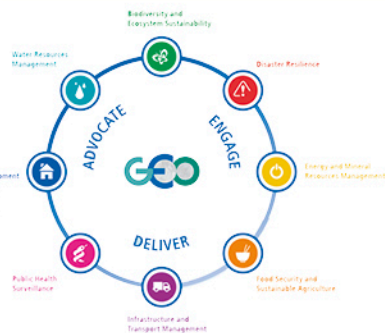 Biodiversity and
Ecosystem Sustainability
Water Resources
Management
Disaster Resilience
ADVOCATE
ENGAGE
GEO
Energy and Mineral
Resources Management
DELIVER
Public Health
Surveillance
Food Security and
Sustainable Agriculture
Infrastructure and
Transport Management